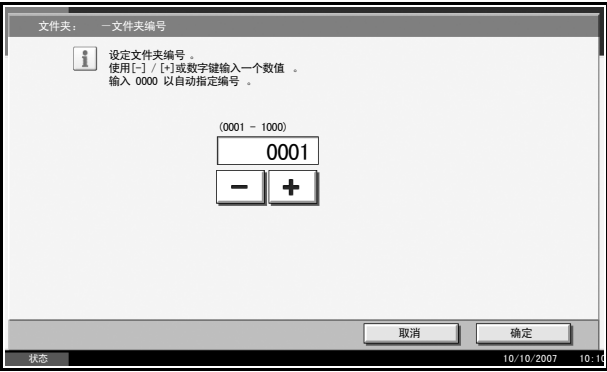 文件夹： －文件夹编号
设定文件夹编号 。
使用[−] / [+]或数字键输入一个数值 。
输入 0000 以自动指定编号 。
(0001 - 1000)
0001
− +
取消 确定
状态 10/10/2007 10:10